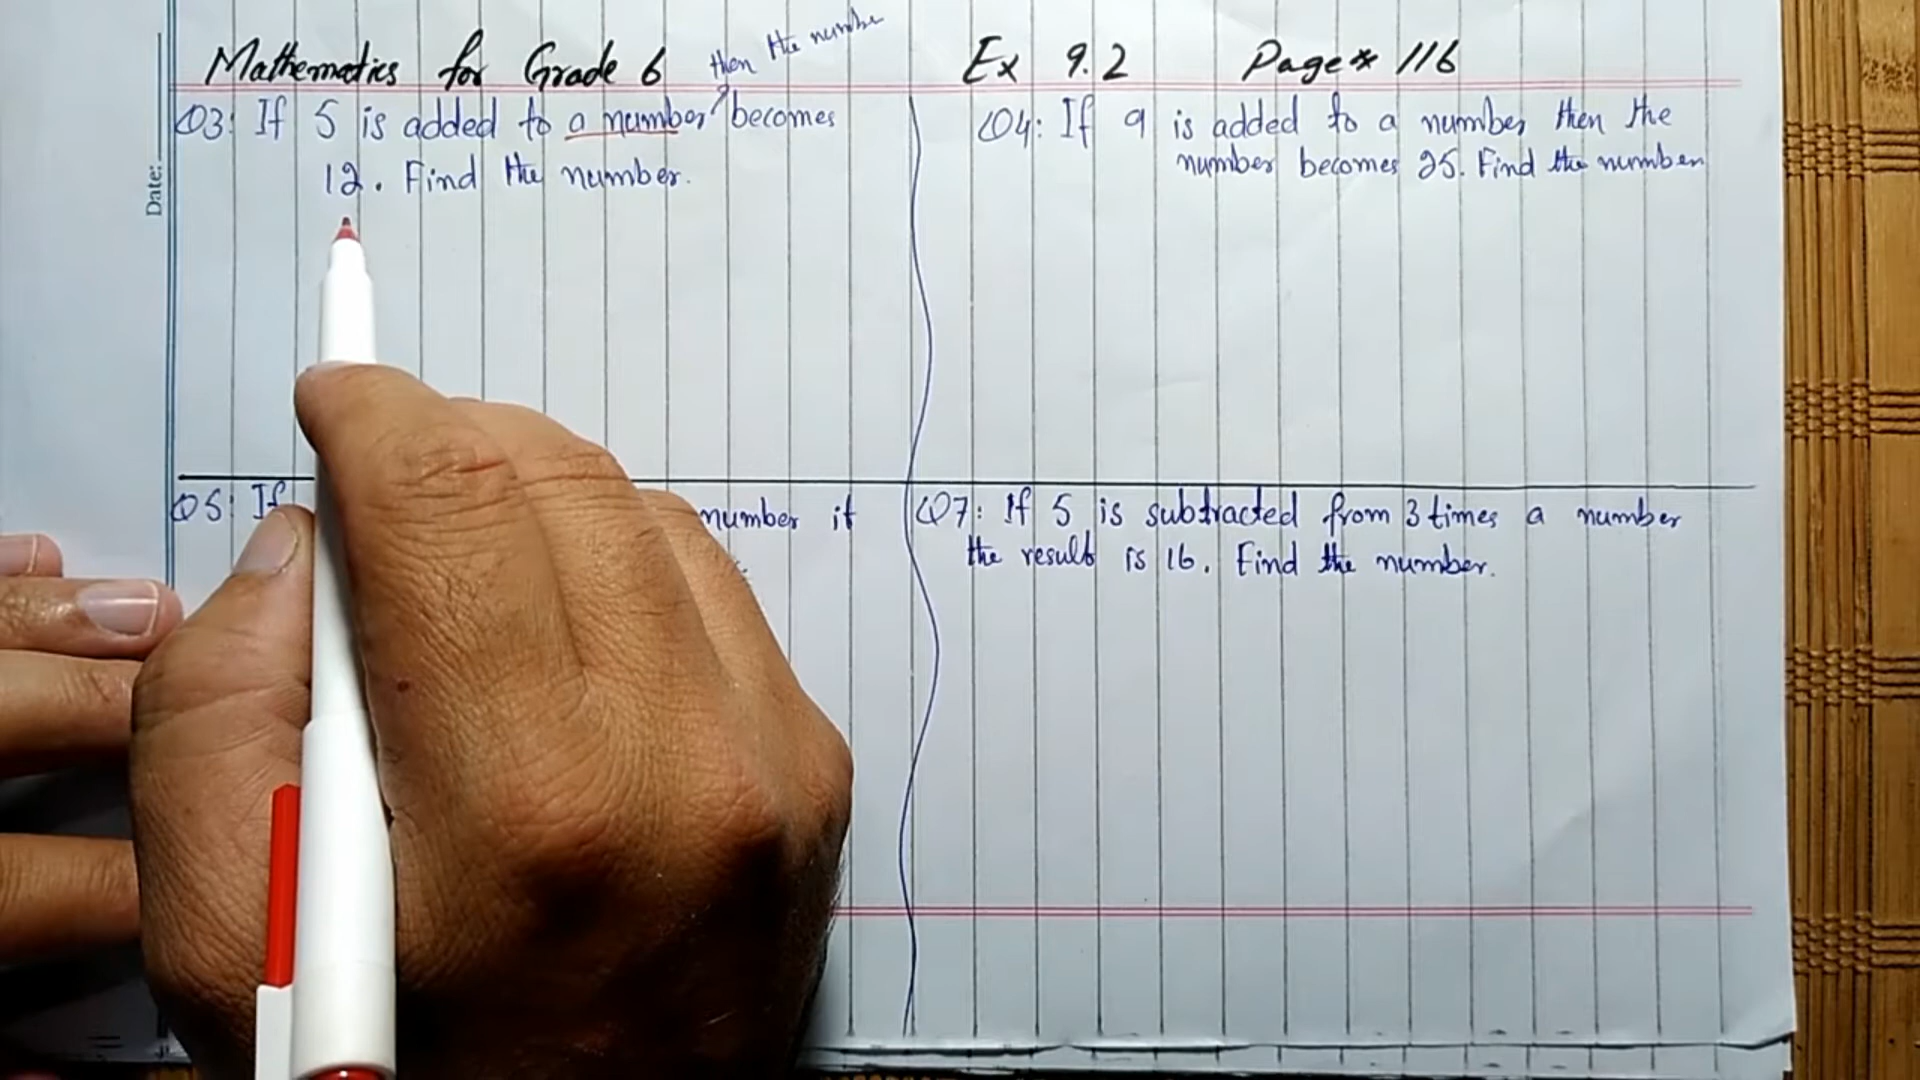 Mathematics for Grade 6
then the numbe
Ex 9.2 Page* 116
Date:
Q3: If 5 is added to a number becomes
12. Find the number.
Q4: If 9 is added to a number then the
number becomes 25. Find the number
Q5: If
number it
Q7: If 5 is subtracted from 3 times a number
the result is 16. Find the number.